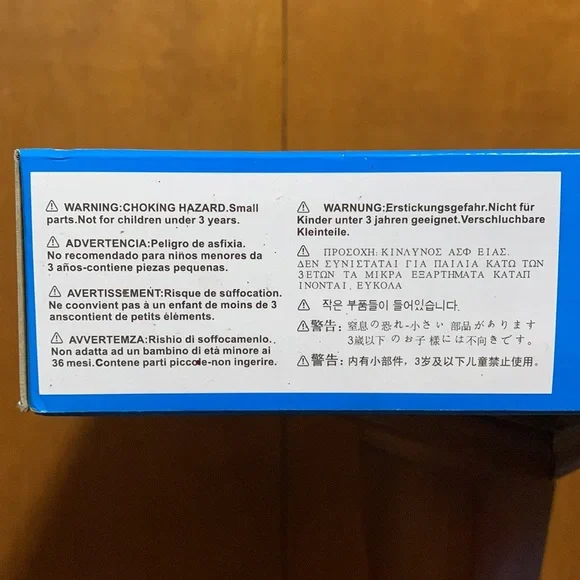 ⚠ WARNING:CHOKING HAZARD.Small
parts.Not for children under 3 years.
⚠ ADVERTENCIA:Peligro de asfixia.
No recomendado para niños menores da
3 años-contiene piezas pequenas.
⚠ AVERTISSEMENT:Risque de suffocation.
Ne coonvient pas à un enfant de moins de 3
anscontient de petits éléments.
⚠ AVVERTEMZA:Rishio di soffocamenlo.
Non adatta ad un bambino di età minore ai
36 mesi.Contene parti piccole-non ingerire.
⚠ WARNUNG:Erstickungsgefahr.Nicht für
Kinder unter 3 jahren geeignet.Verschluchbare
Kleinteile.
⚠ ΠΡΟΣΟΧΗ: ΚΙΝΛΥΝΟΣ ΑΣΦ ΕΙΑΣ.
ΔΕΝ ΣΥΝΙΣΤΑΤΑΙ ΓΙΑ ΠΑΙΛΙΑ ΚΑΤΩ ΤΩΝ
3ΕΤΩΝ ΤΑ ΜΙΚΡΑ ΕΞΑΡΤΗΜΑΤΑ ΚΑΤΑΠ
ΙΝΟΝΤΑΙ. ΕΥΚΟΛΑ
⚠ 작은 부품들이 들어있습니다.
⚠警告: 窒息の恐れ-小さい 部品があります
3歳以下 のお子様には不向きです。
⚠警告: 内有小部件, 3岁及以下儿童禁止使用。